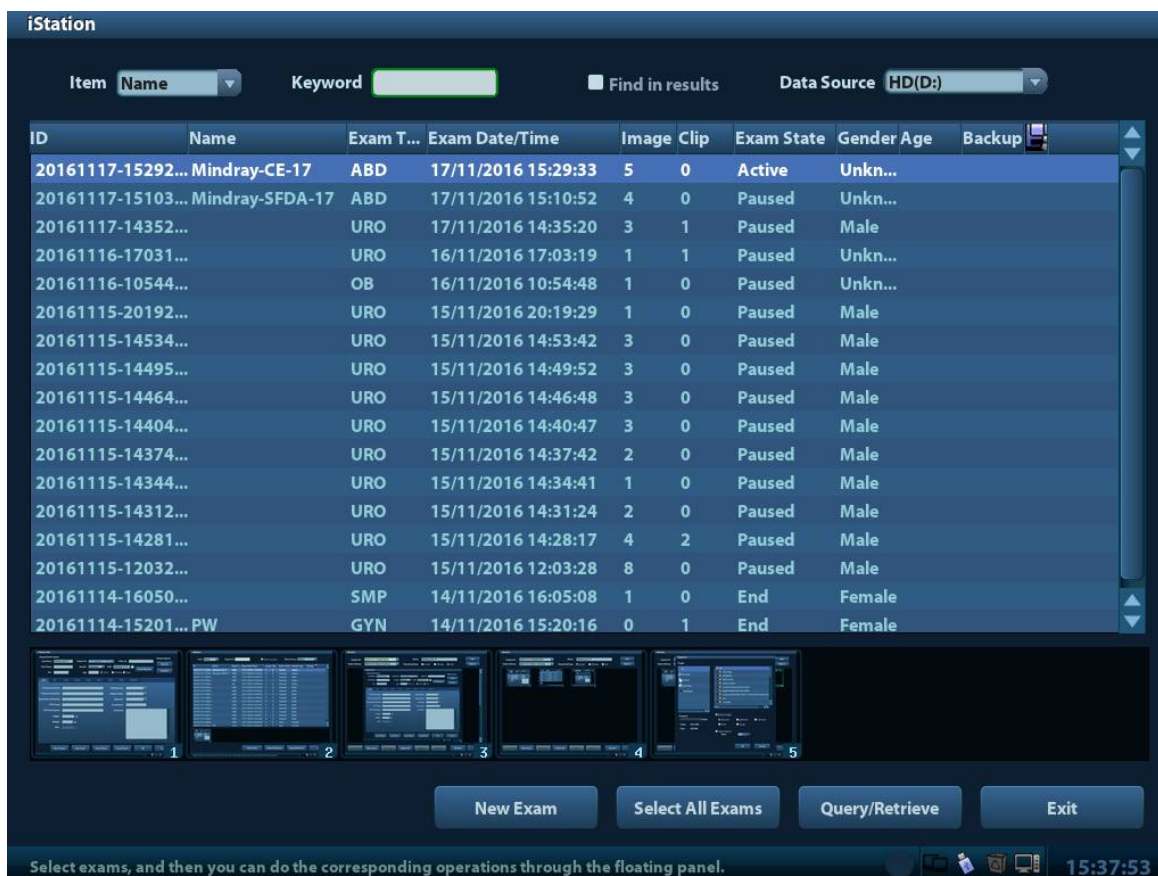 iStation
Item Name Keyword Find in results Data Source HD(D:)
ID Name Exam T... Exam Date/Time Image Clip Exam State Gender Age Backup
20161117-15292... Mindray-CE-17 ABD 17/11/2016 15:29:33 5 0 Active Unkn...
20161117-15103... Mindray-SFDA-17 ABD 17/11/2016 15:10:52 4 0 Paused Unkn...
20161117-14352... URO 17/11/2016 14:35:20 3 1 Paused Male
20161116-17031... URO 16/11/2016 17:03:19 1 1 Paused Unkn...
20161116-10544... OB 16/11/2016 10:54:48 1 0 Paused Unkn...
20161115-20192... URO 15/11/2016 20:19:29 1 0 Paused Male
20161115-14534... URO 15/11/2016 14:53:42 3 0 Paused Male
20161115-14495... URO 15/11/2016 14:49:52 3 0 Paused Male
20161115-14464... URO 15/11/2016 14:46:48 3 0 Paused Male
20161115-14404... URO 15/11/2016 14:40:47 3 0 Paused Male
20161115-14374... URO 15/11/2016 14:37:42 2 0 Paused Male
20161115-14344... URO 15/11/2016 14:34:41 1 0 Paused Male
20161115-14312... URO 15/11/2016 14:31:24 2 0 Paused Male
20161115-14281... URO 15/11/2016 14:28:17 4 2 Paused Male
20161115-12032... URO 15/11/2016 12:03:28 8 0 Paused Male
20161114-16050... SMP 14/11/2016 16:05:08 1 0 End Female
20161114-15201... PW GYN 14/11/2016 15:20:16 0 1 End Female
1 2 3 4 5
New Exam Select All Exams Query/Retrieve Exit
Select exams, and then you can do the corresponding operations through the floating panel. 15:37:53